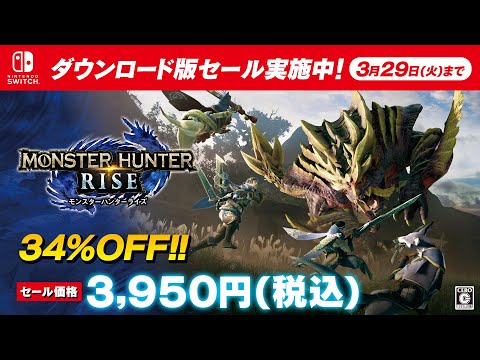 NINTENDO
SWITCH
ダウンロード版セール実施中!
3月29日(火)まで
MONSTER HUNTER
RISE
モンスターハンターライズ
34%OFF!!
セール価格 3,950円(税込)
CERO
C